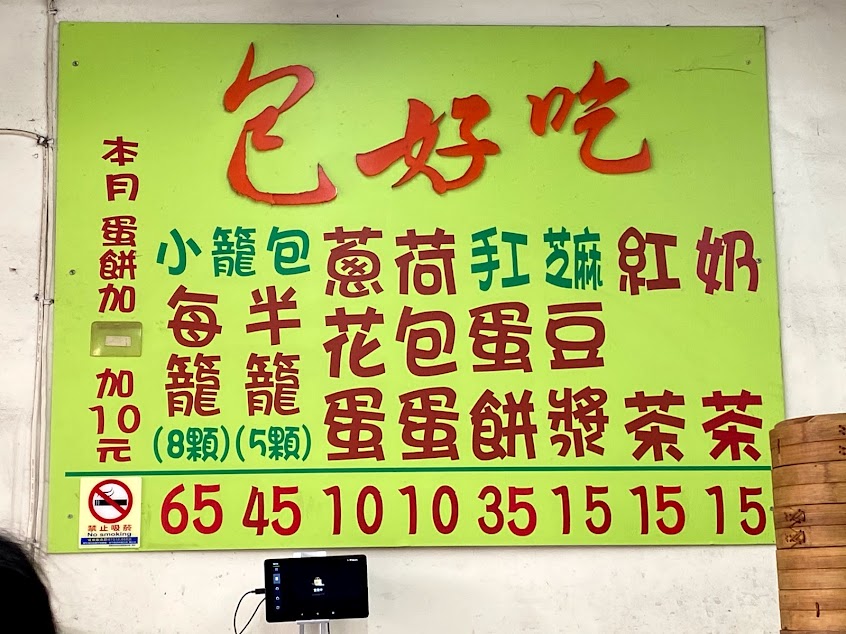 包好吃
本月蛋餅加
加10元
小籠包
每籠(8顆) 65
半籠(5顆) 45
蔥花蛋 10
荷包蛋 10
手工蛋餅 35
芝麻豆漿 15
紅茶 15
奶茶 15
禁止吸菸
No smoking